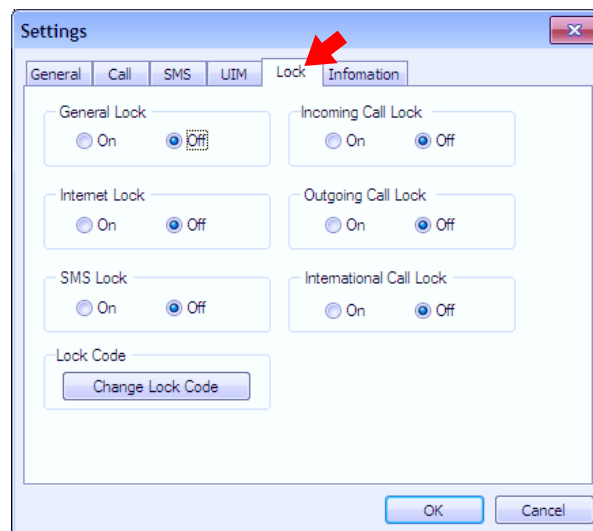 Settings
General Call SMS UIM Lock Infomation
General Lock
On Off
Incoming Call Lock
On Off
Internet Lock
On Off
Outgoing Call Lock
On Off
SMS Lock
On Off
International Call Lock
On Off
Lock Code
Change Lock Code
OK Cancel